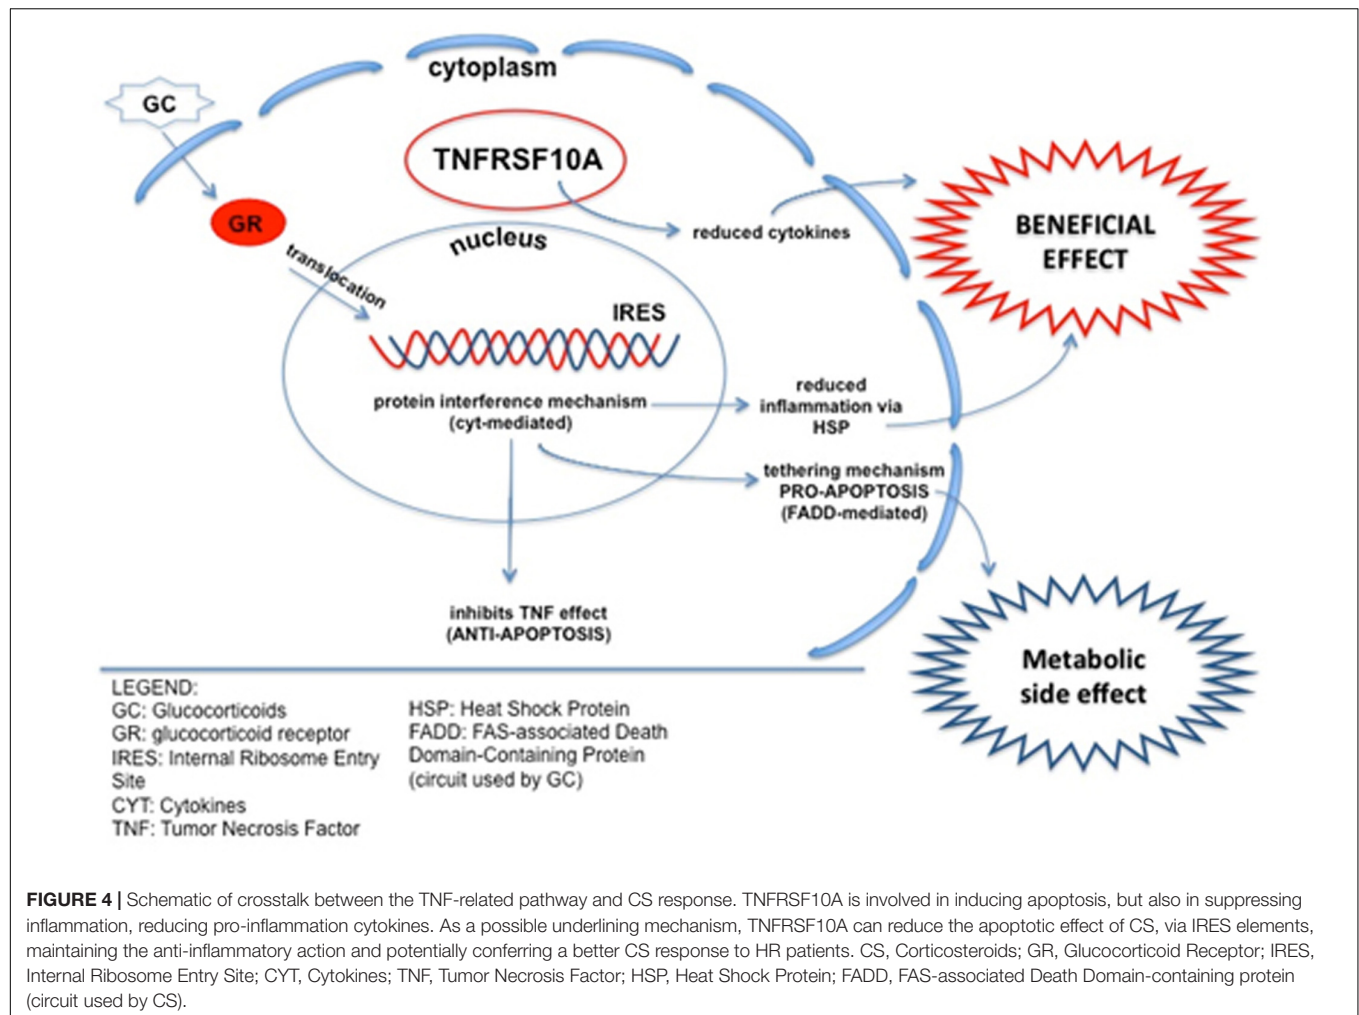 cytoplasm
GC
TNFRSF10A
GR
reduced cytokines
BENEFICIAL
EFFECT
nucleus
translocation
IRES
protein interference mechanism
(cyt-mediated)
reduced
inflammation via
HSP
tethering mechanism
PRO-APOPTOSIS
(FADD-mediated)
inhibits TNF effect
(ANTI-APOPTOSIS)
Metabolic
side effect
LEGEND:
GC: Glucocorticoids
GR: glucocorticoid receptor
IRES: Internal Ribosome Entry
Site
CYT: Cytokines
TNF: Tumor Necrosis Factor
HSP: Heat Shock Protein
FADD: FAS-associated Death
Domain-Containing Protein
(circuit used by GC)
FIGURE 4 | Schematic of crosstalk between the TNF-related pathway and CS response. TNFRSF10A is involved in inducing apoptosis, but also in suppressing
inflammation, reducing pro-inflammation cytokines. As a possible underlining mechanism, TNFRSF10A can reduce the apoptotic effect of CS, via IRES elements,
maintaining the anti-inflammatory action and potentially conferring a better CS response to HR patients. CS, Corticosteroids; GR, Glucocorticoid Receptor; IRES,
Internal Ribosome Entry Site; CYT, Cytokines; TNF, Tumor Necrosis Factor; HSP, Heat Shock Protein; FADD, FAS-associated Death Domain-containing protein
(circuit used by CS).